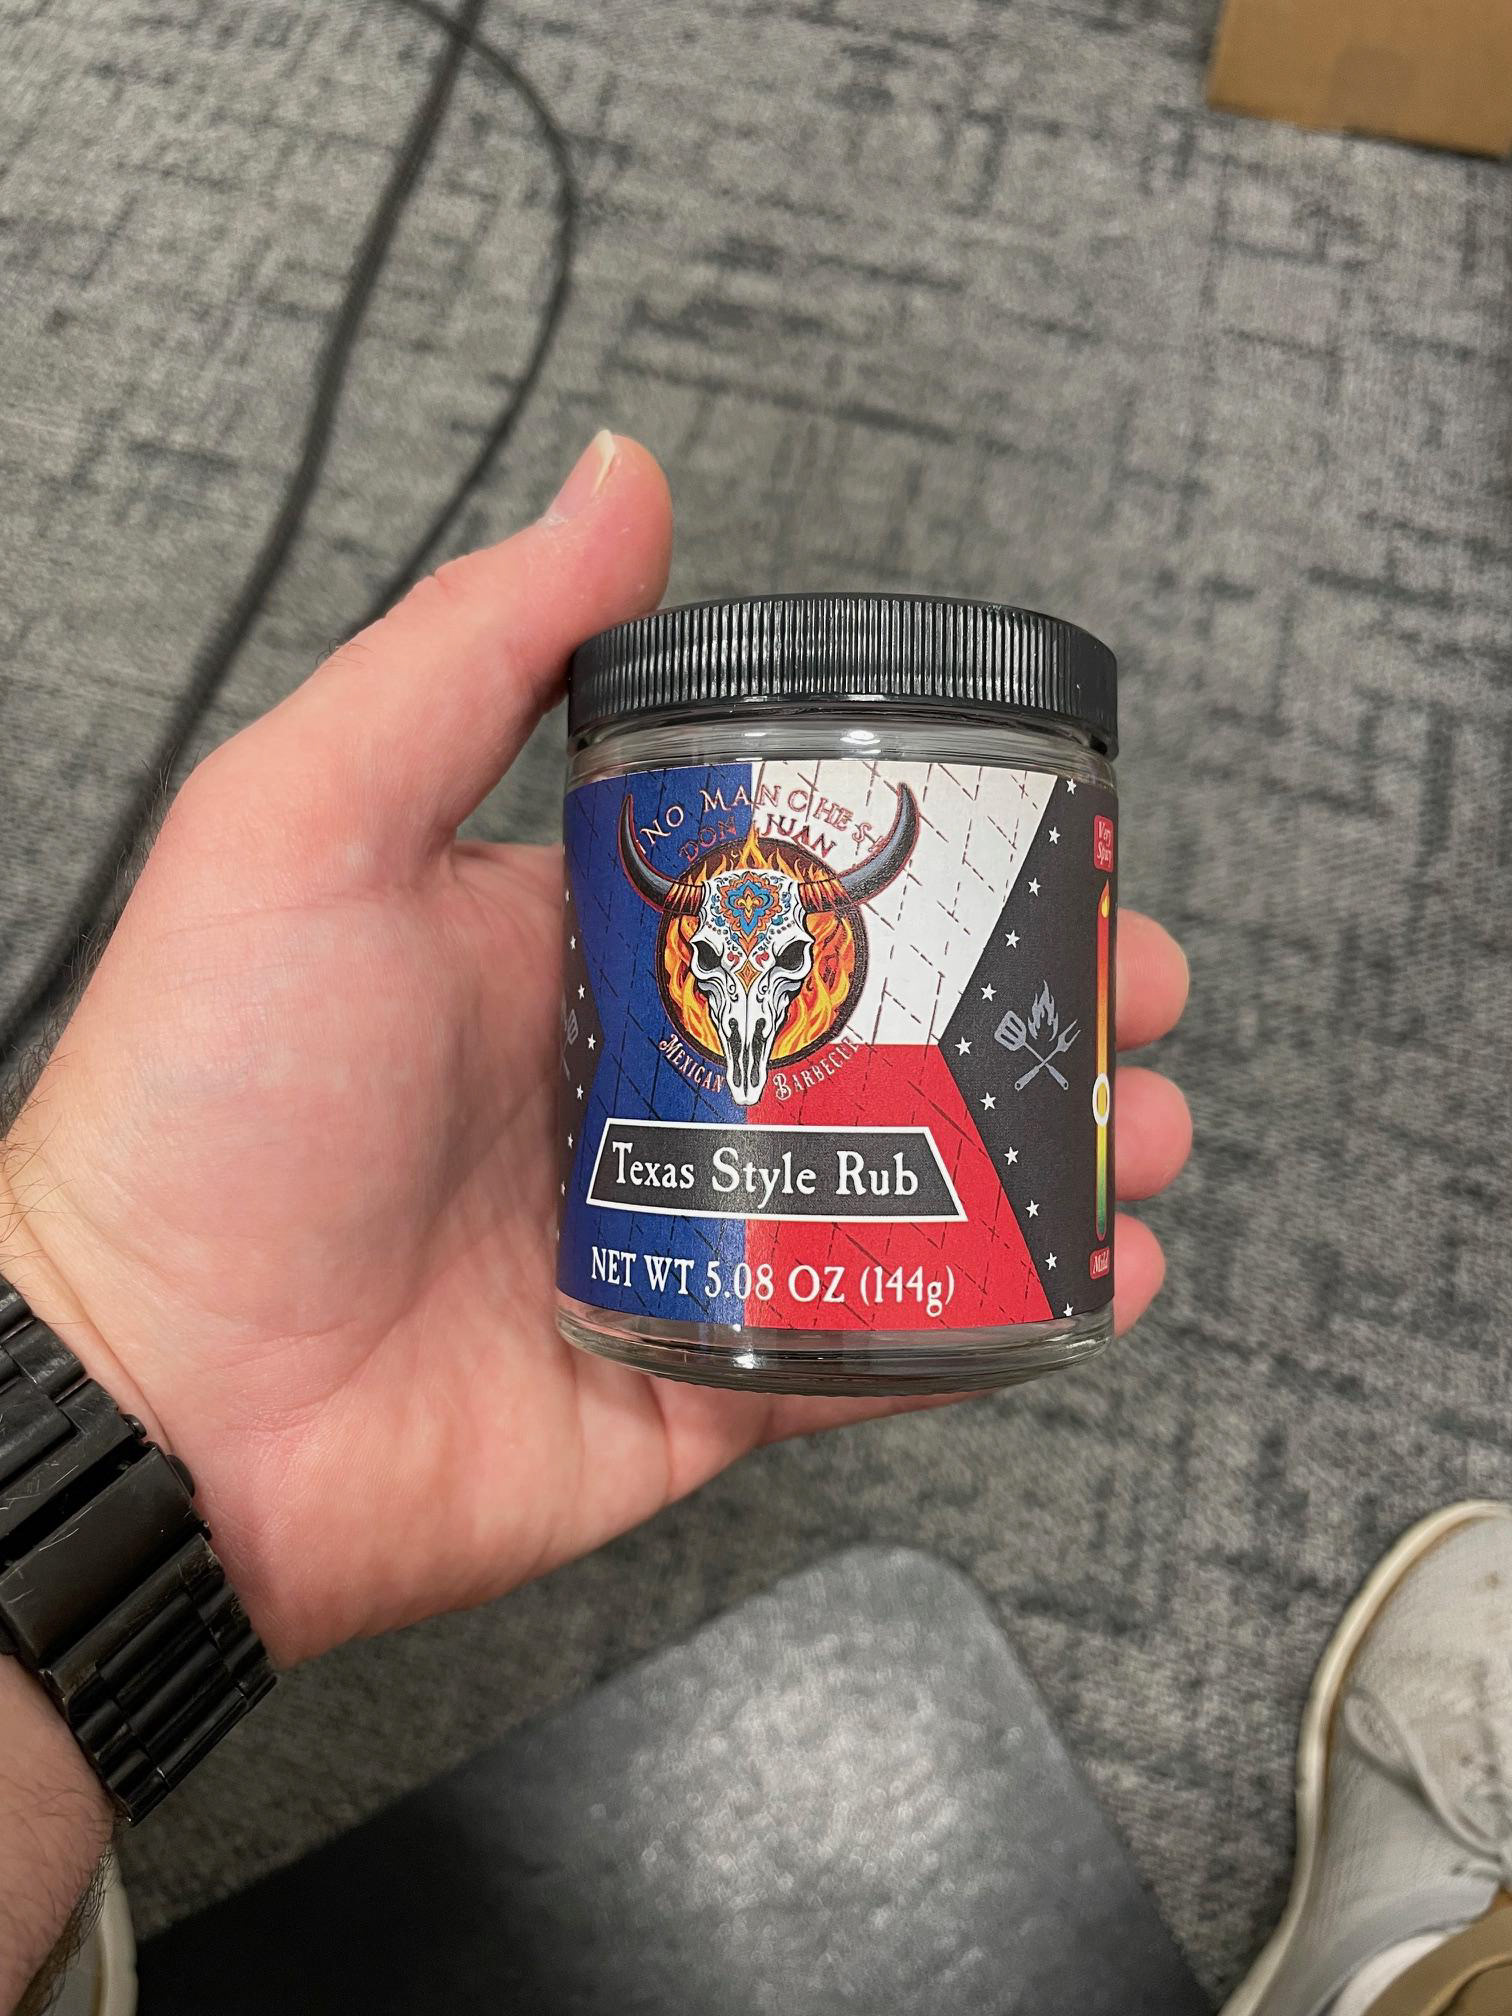 ¡NO MANCHES!
DON JUAN
MEXICAN BARBECUE
Texas Style Rub
NET WT 5.08 OZ (144g)
Very
Spicy
Mild